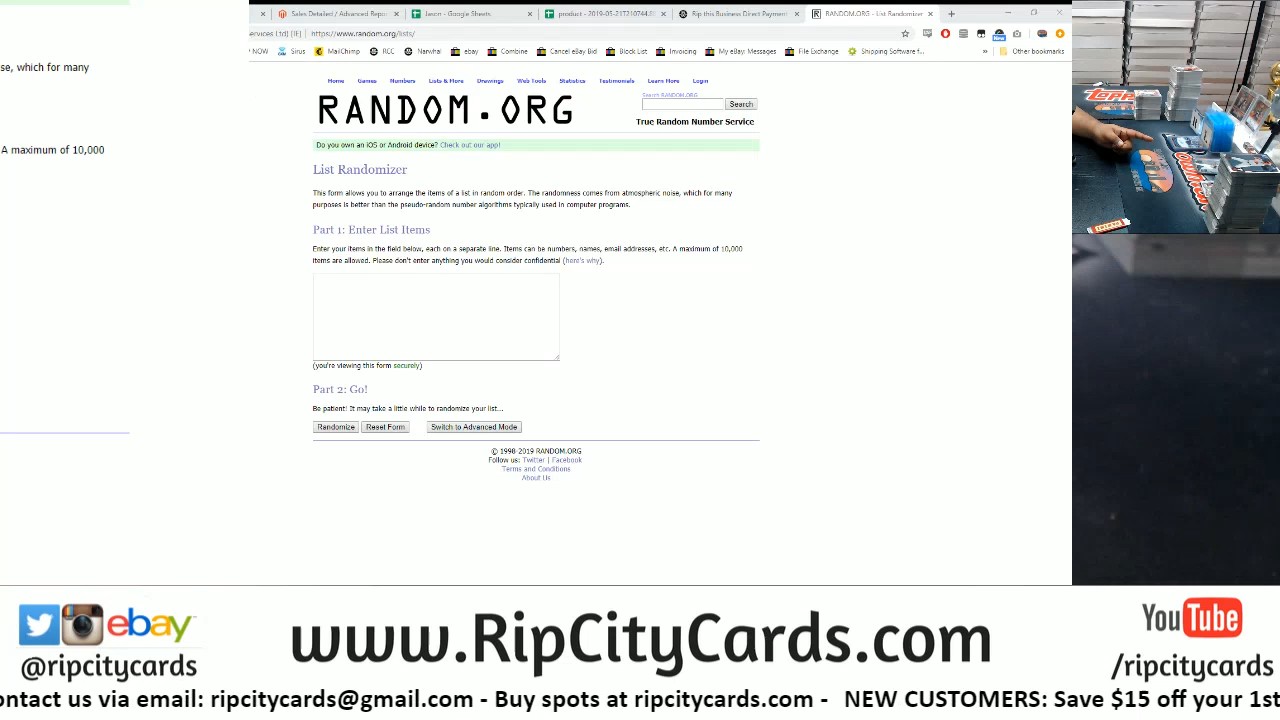 se, which for many
A maximum of 10,000
Sales Detailed / Advanced Repor
Jason - Google Sheets
product - 2019-05-21T210744.8
Rip this Business Direct Payment
RANDOM.ORG - List Randomizer
ervices Ltd) [IE] | https://www.random.org/lists/
NOW Sirus MailChimp RCC Narwhal ebay Combine Cancel eBay Bid Block List Invoicing My eBay: Messages File Exchange Shipping Software f... » Other bookmarks
Home Games Numbers Lists & More Drawings Web Tools Statistics Testimonials Learn More Login
RANDOM.ORG
Search RANDOM.ORG
Search
True Random Number Service
Do you own an iOS or Android device? Check out our app!
List Randomizer
This form allows you to arrange the items of a list in random order. The randomness comes from atmospheric noise, which for many
purposes is better than the pseudo-random number algorithms typically used in computer programs.
Part 1: Enter List Items
Enter your items in the field below, each on a separate line. Items can be numbers, names, email addresses, etc. A maximum of 10,000
items are allowed. Please don't enter anything you would consider confidential (here's why).
(you're viewing this form securely)
Part 2: Go!
Be patient! It may take a little while to randomize your list...
Randomize Reset Form Switch to Advanced Mode
© 1998-2019 RANDOM.ORG
Follow us: Twitter | Facebook
Terms and Conditions
About Us
topps
ebay™
@ripcitycards
www.RipCityCards.com
YouTube
/ripcitycards
ontact us via email: ripcitycards@gmail.com - Buy spots at ripcitycards.com - NEW CUSTOMERS: Save $15 off your 1st